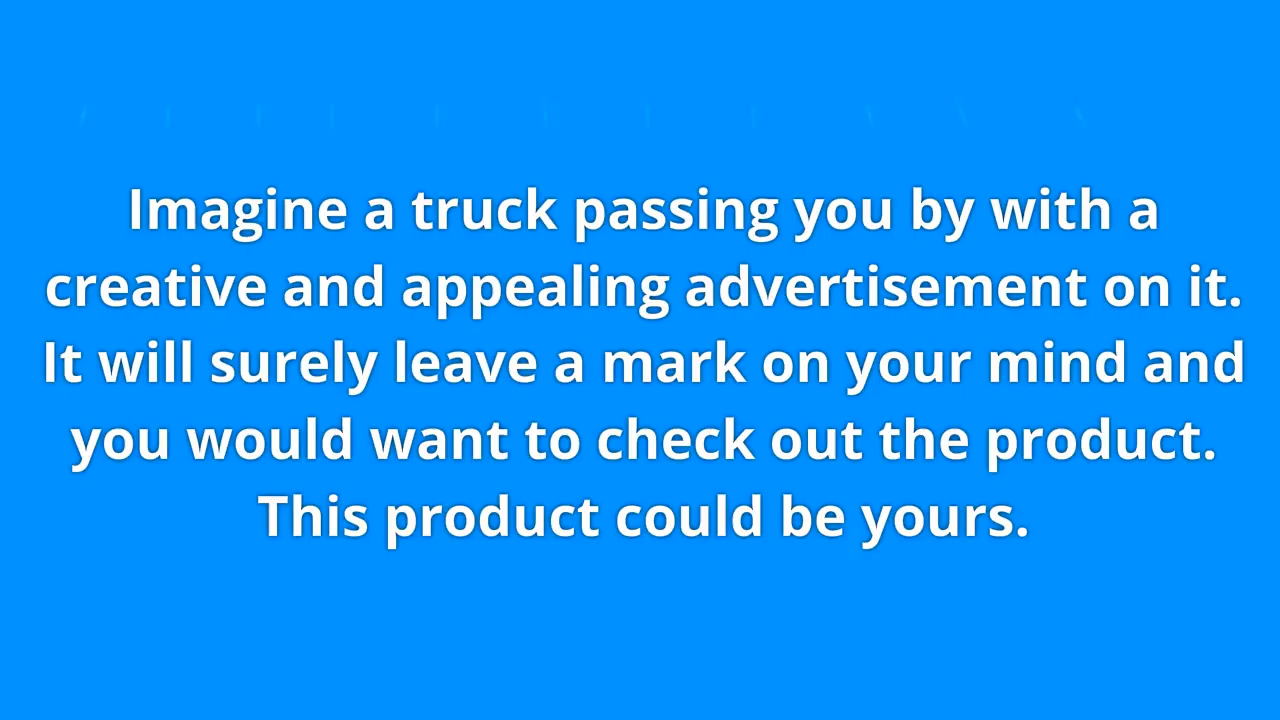 Imagine a truck passing you by with a
creative and appealing advertisement on it.
It will surely leave a mark on your mind and
you would want to check out the product.
This product could be yours.